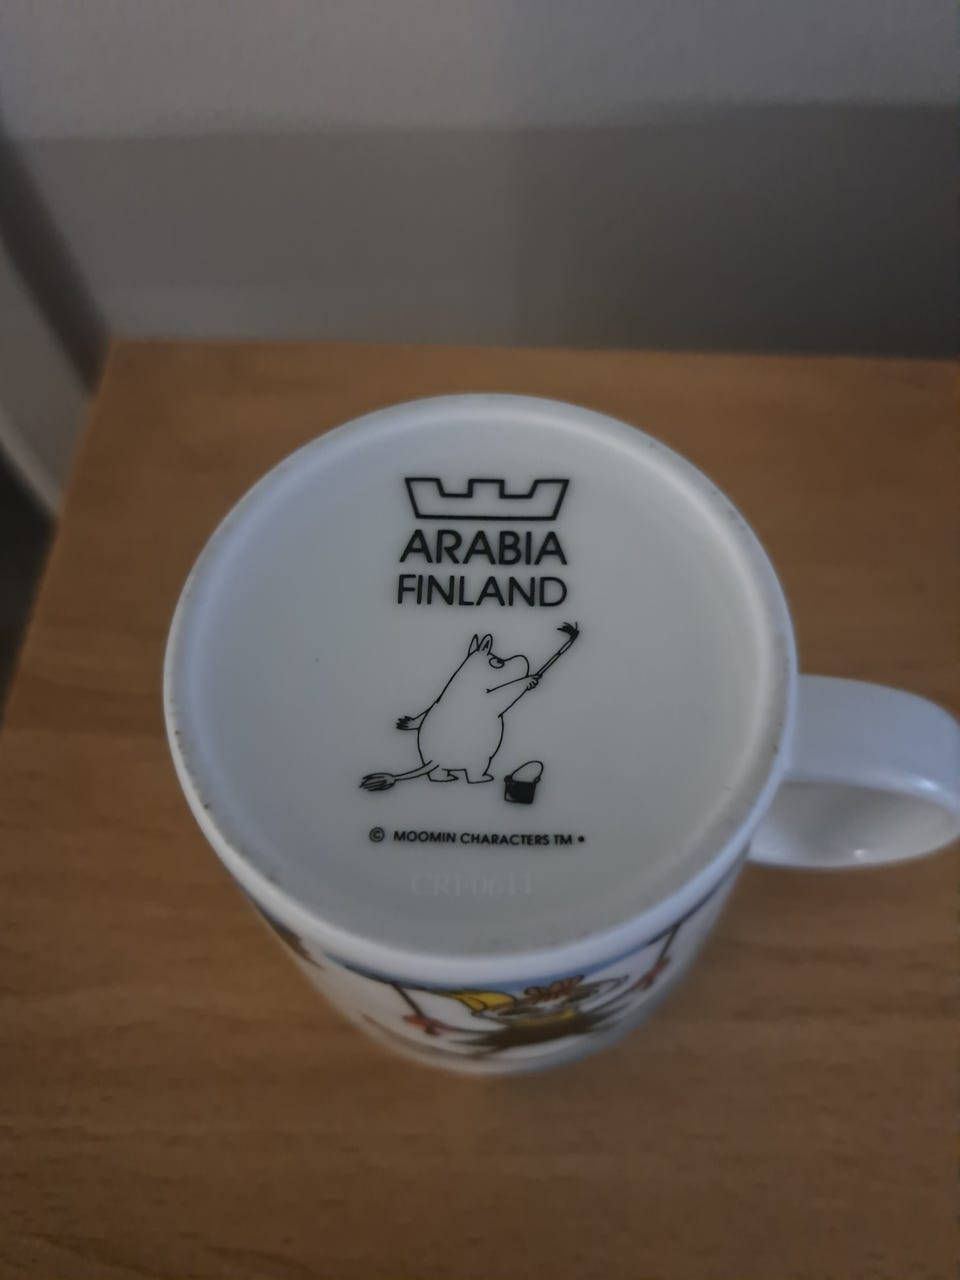 ARABIA
FINLAND
© MOOMIN CHARACTERS TM •